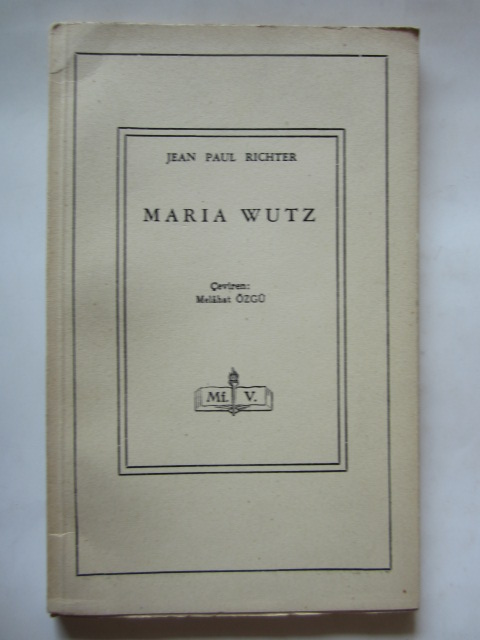 JEAN PAUL RICHTER
MARIA WUTZ
Çeviren:
Melâhat ÖZGÜ
Mf. V.